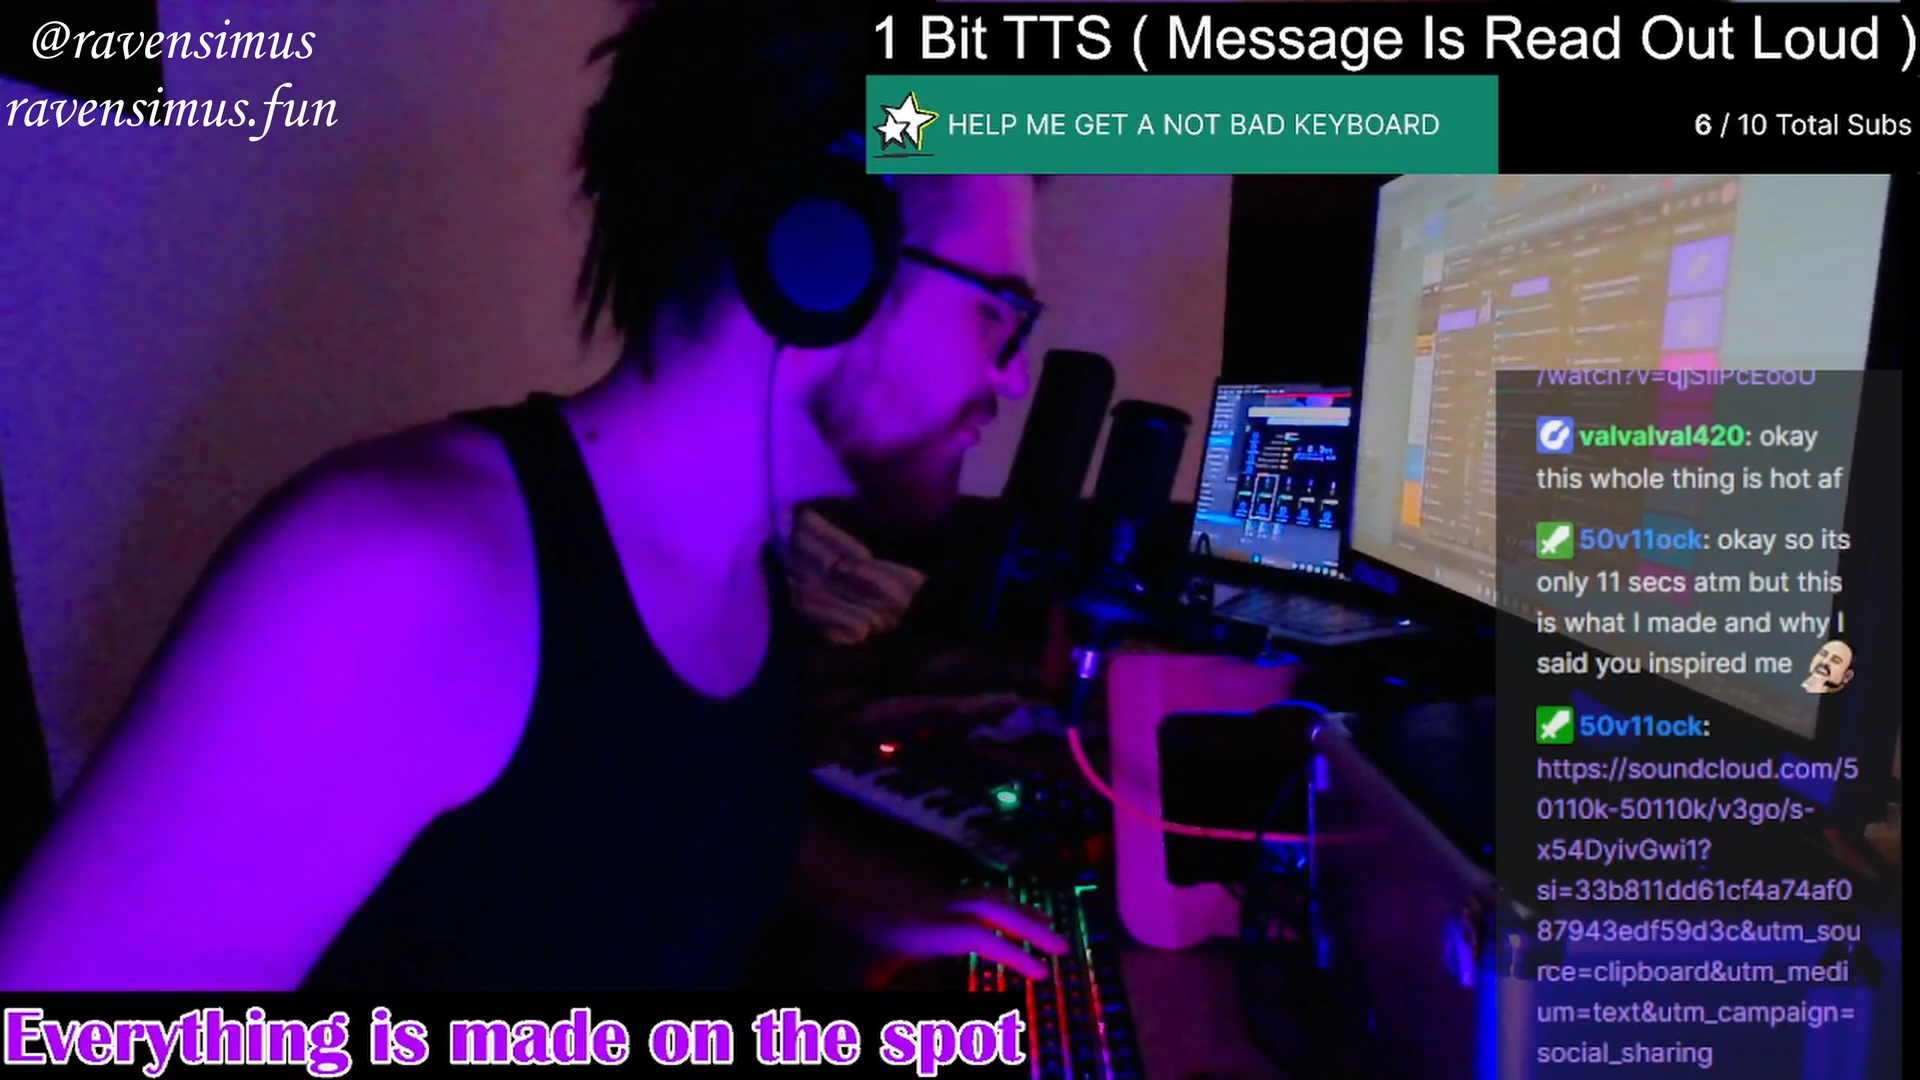 @ravensimus
ravensimus.fun
1 Bit TTS ( Message Is Read Out Loud )
HELP ME GET A NOT BAD KEYBOARD
6 / 10 Total Subs
valvalval420: okay
this whole thing is hot af
50v11ock: okay so its
only 11 secs atm but this
is what I made and why I
said you inspired me
50v11ock:
https://soundcloud.com/5
0110k-50110k/v3go/s-
x54DyivGwi1?
si=33b811dd61cf4a74af0
87943edf59d3c&utm_sou
rce=clipboard&utm_medi
um=text&utm_campaign=
social_sharing
Everything is made on the spot